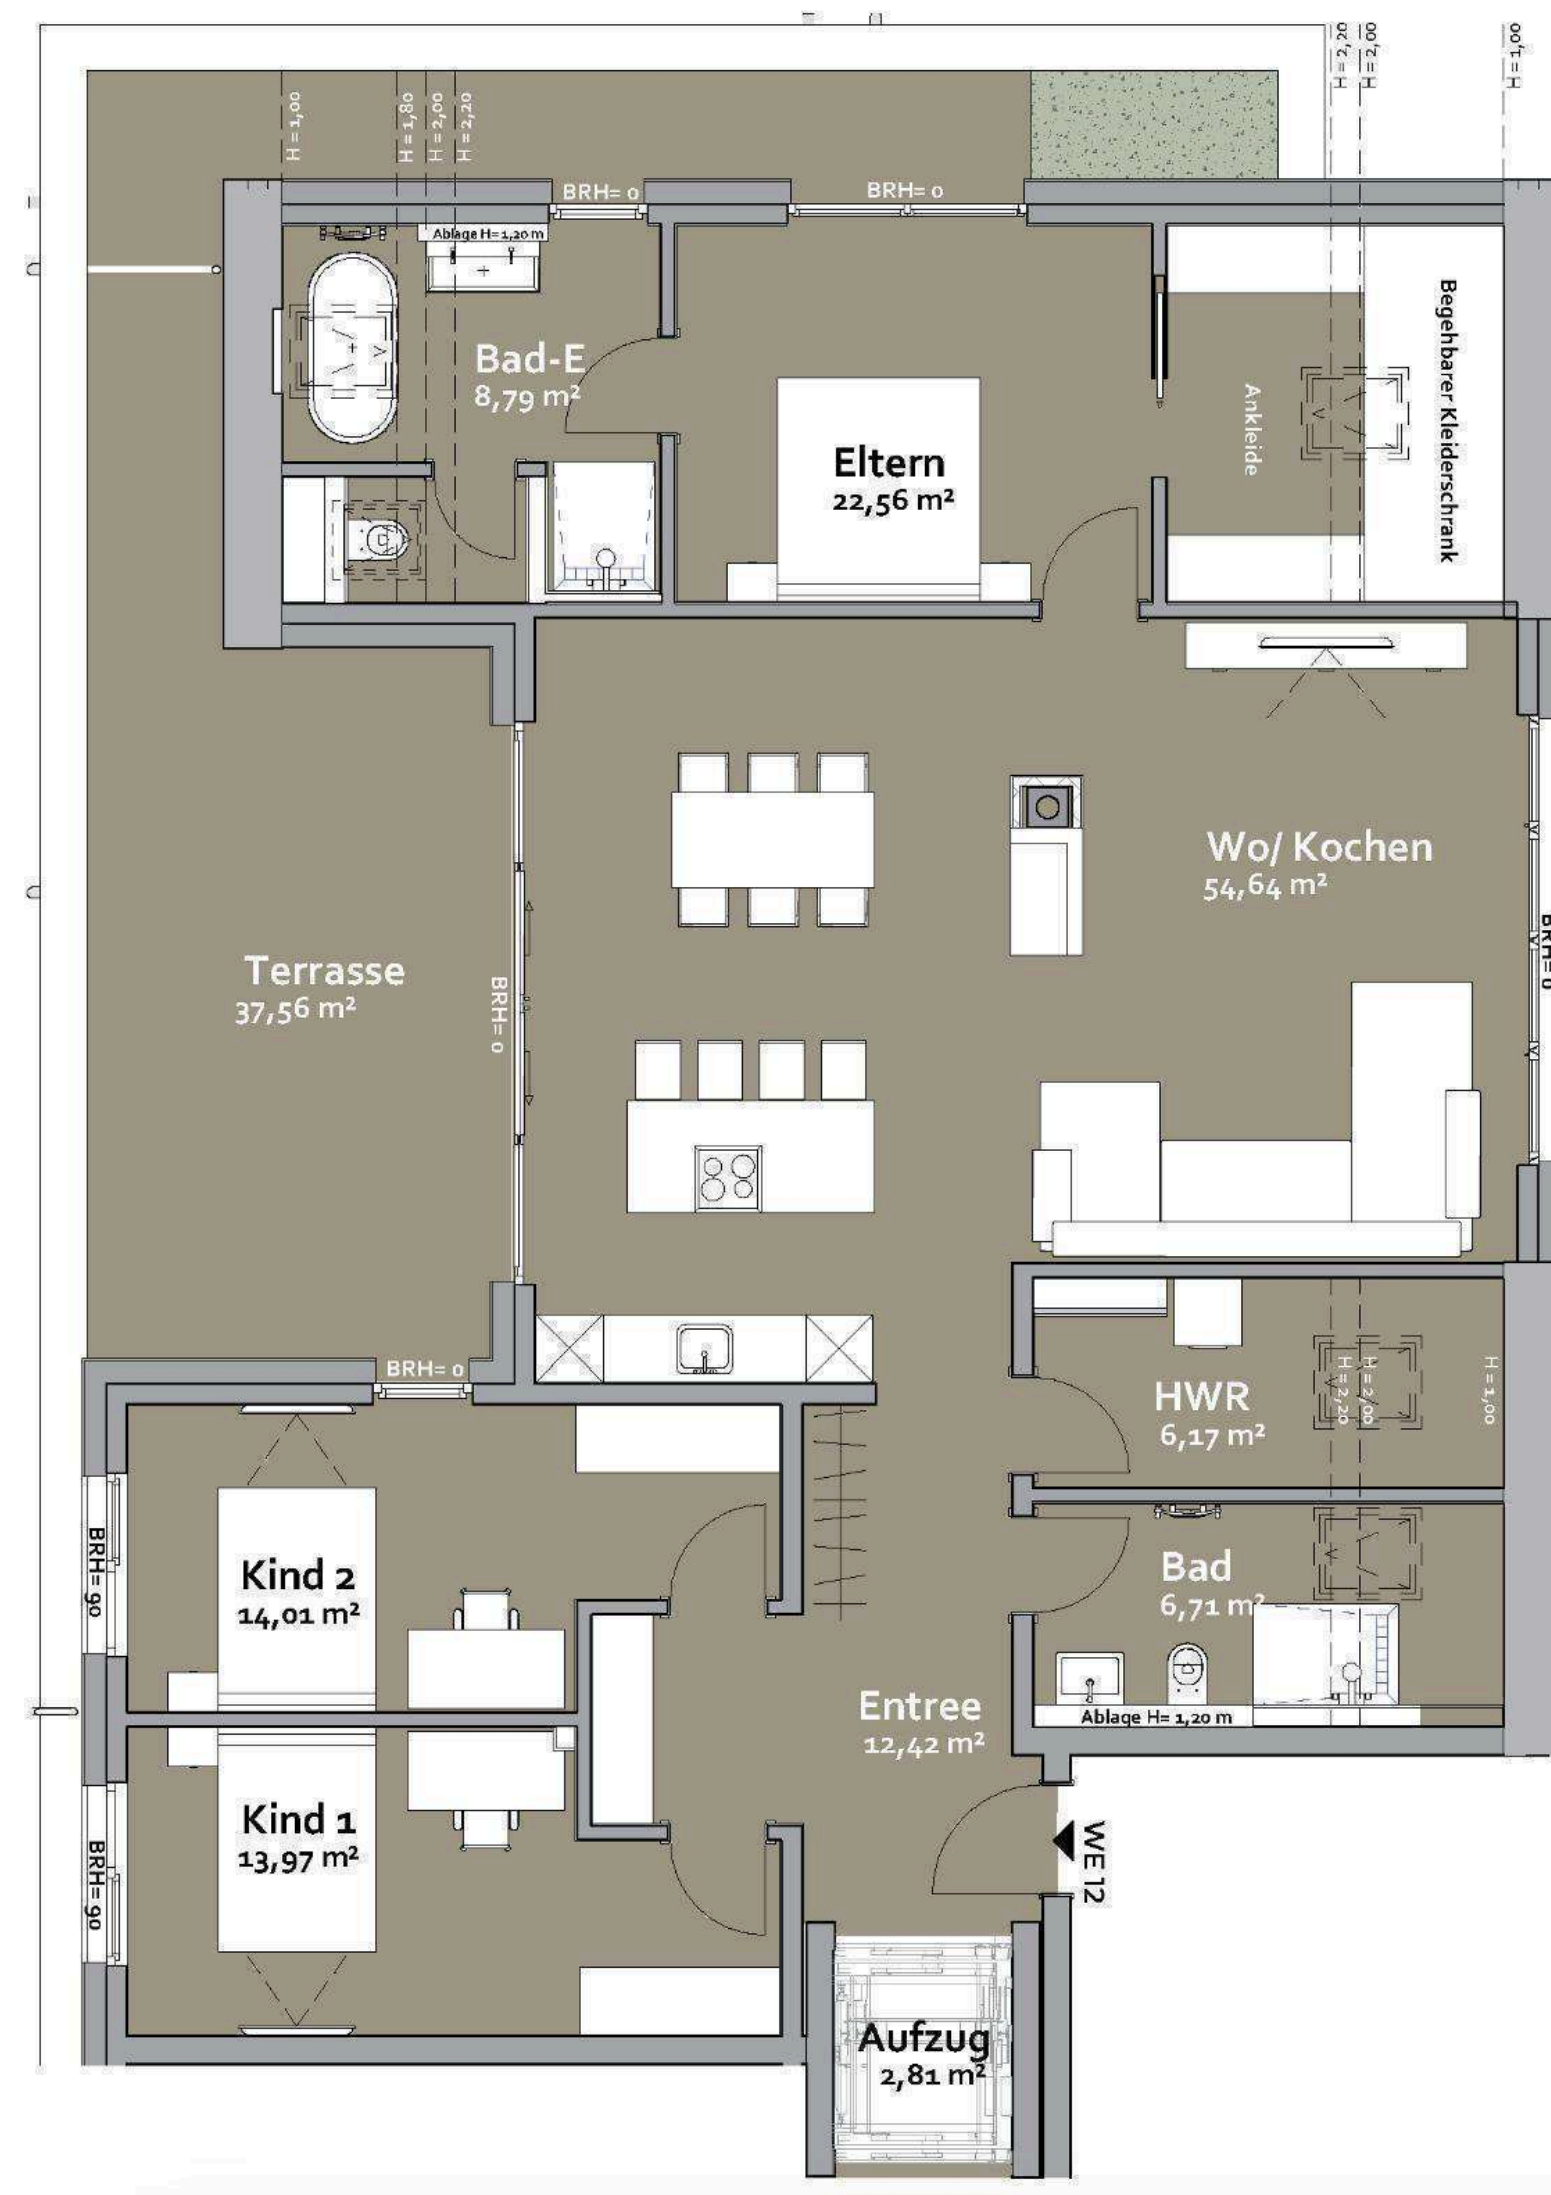 H=2,20
H=2,00
H=1,00
H=1,00
H=1,80
H=2,00
H=2,20
BRH= 0
BRH= 0
Ablage H=1,20 m
Bad-E
8,79 m²
Eltern
22,56 m²
Ankleide
Begehbarer Kleiderschrank
Wo/ Kochen
54,64 m²
BRH= 0
Terrasse
37,56 m²
BRH= 0
BRH= 0
HWR
6,17 m²
H=2,20
H=2,00
H=1,00
Kind 2
14,01 m²
BRH= 90
Bad
6,71 m²
Ablage H= 1,20 m
Entree
12,42 m²
Kind 1
13,97 m²
BRH= 90
WE 12
Aufzug
2,81 m²